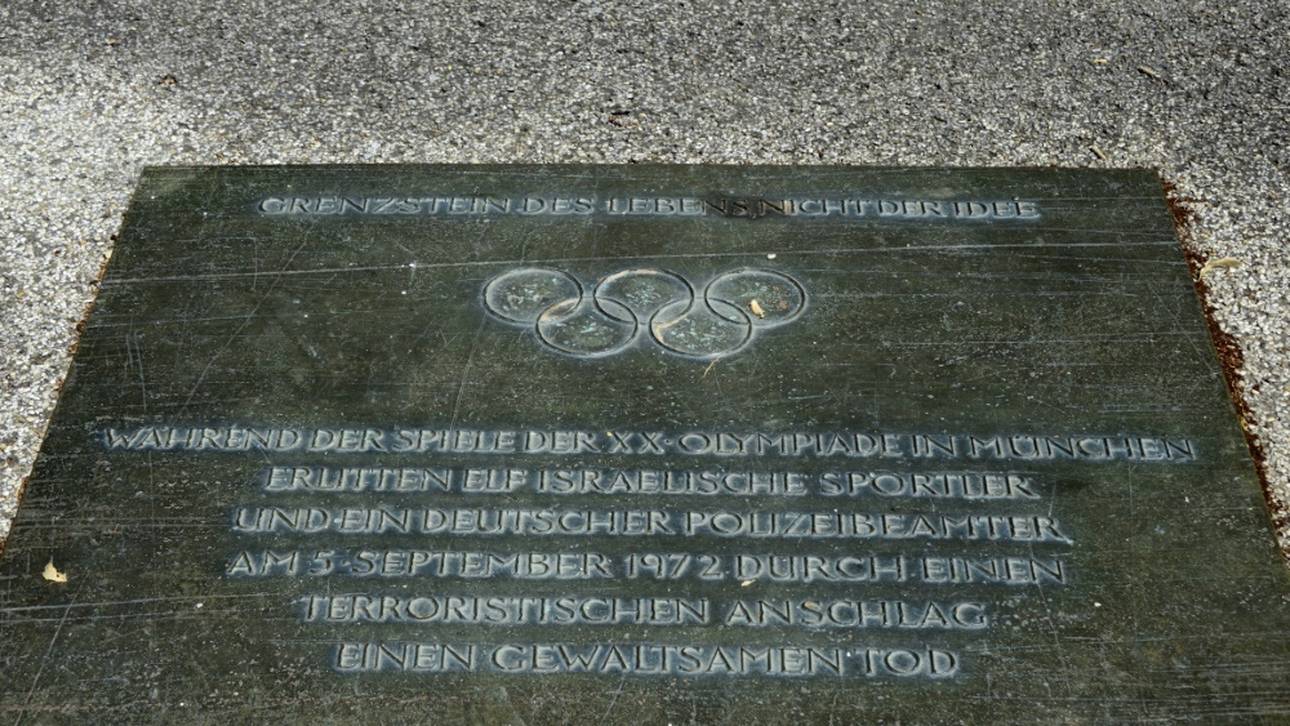 GRENZSTEIN DES LEBENS, NICHT DER IDEE
WÄHREND DER SPIELE DER XX· OLYMPIADE IN MÜNCHEN
ERLITTEN ELF ISRAELISCHE SPORTLER
UND EIN DEUTSCHER POLIZEIBEAMTER
AM 5· SEPTEMBER 1972 DURCH EINEN
TERRORISTISCHEN ANSCHLAG
EINEN GEWALTSAMEN TOD